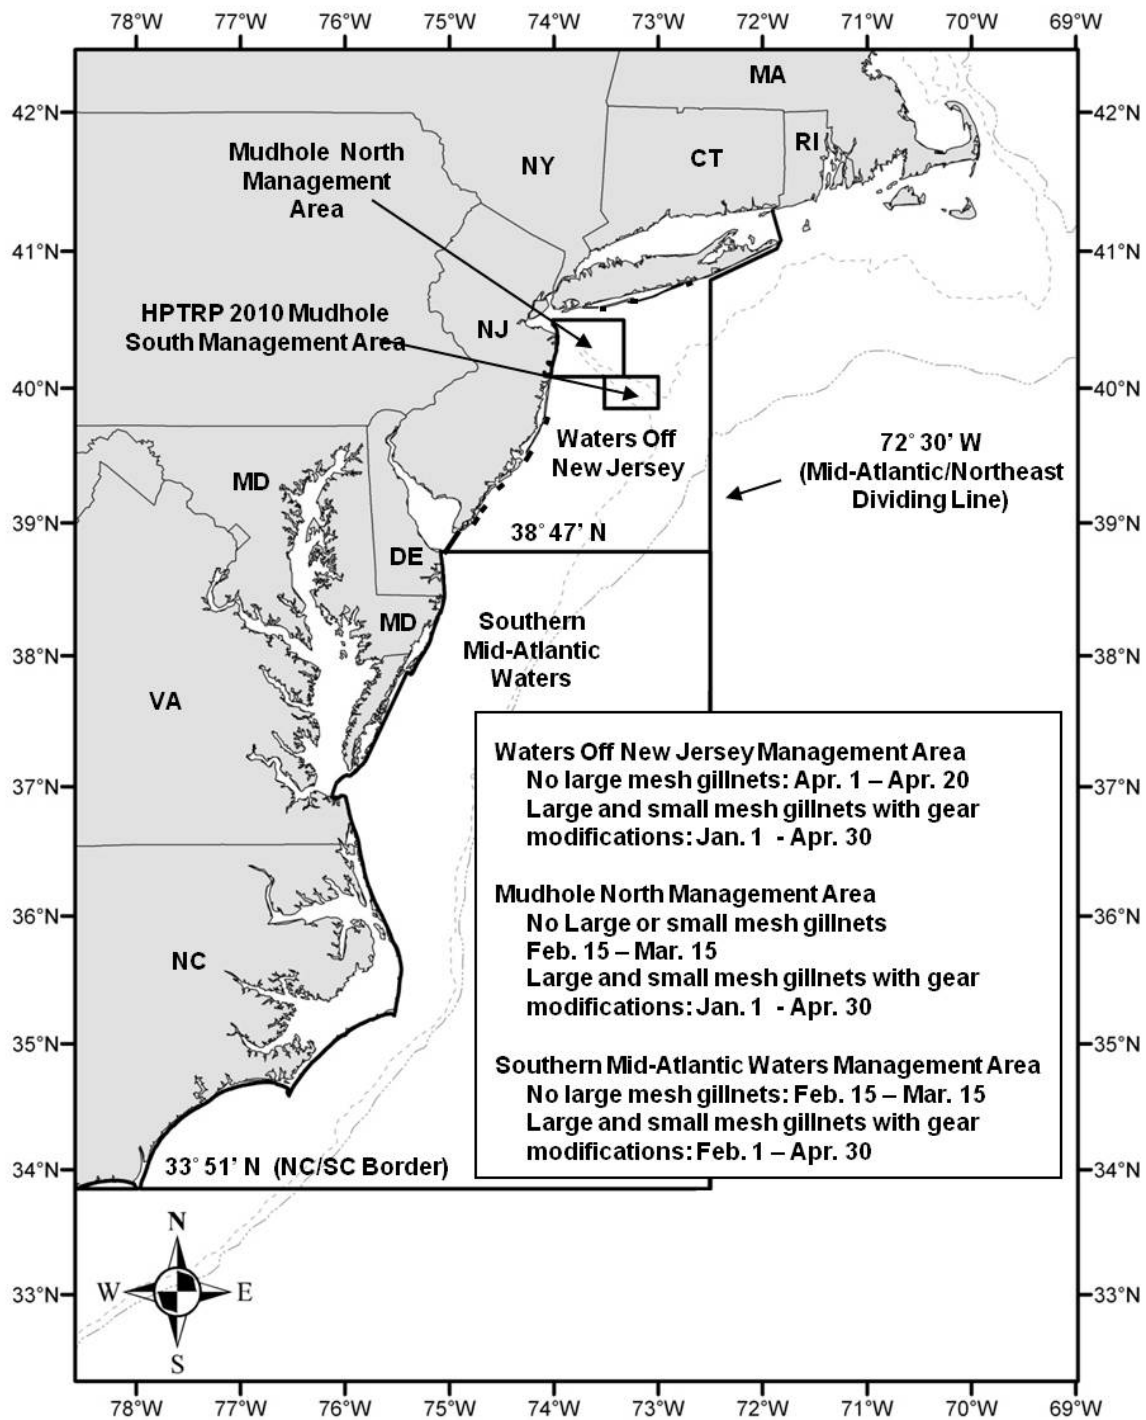 78°W 77°W 76°W 75°W 74°W 73°W 72°W 71°W 70°W 69°W
MA
42°N 42°N
RI
Mudhole North
Management
Area
CT
NY
41°N 41°N
HPTRP 2010 Mudhole
South Management Area
NJ
40°N 40°N
Waters Off
New Jersey
72° 30' W
(Mid-Atlantic/Northeast
Dividing Line)
MD
39°N 39°N
38° 47' N
DE
MD
Southern
Mid-Atlantic
Waters
38°N 38°N
VA
Waters Off New Jersey Management Area
No large mesh gillnets: Apr. 1 – Apr. 20
Large and small mesh gillnets with gear
modifications: Jan. 1 - Apr. 30
37°N 37°N
Mudhole North Management Area
No Large or small mesh gillnets
Feb. 15 – Mar. 15
Large and small mesh gillnets with gear
modifications: Jan. 1 - Apr. 30
36°N 36°N
NC
35°N 35°N
Southern Mid-Atlantic Waters Management Area
No large mesh gillnets: Feb. 15 – Mar. 15
Large and small mesh gillnets with gear
modifications: Feb. 1 – Apr. 30
34°N 34°N
33° 51' N (NC/SC Border)
N
W E
S
33°N 33°N
78°W 77°W 76°W 75°W 74°W 73°W 72°W 71°W 70°W 69°W